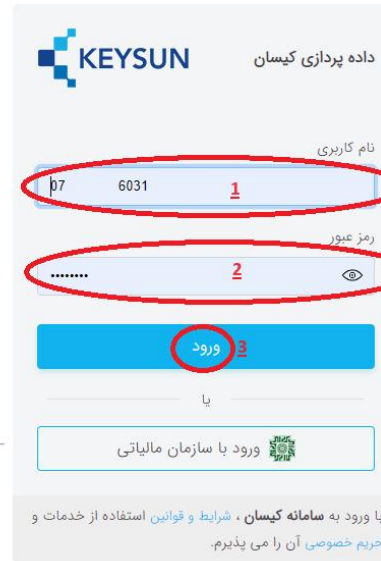 KEYSUN
داده پردازی کیسان
نام کاربری
07 6031
1
رمز عبور
........
2
ورود
3
یا
ورود با سازمان مالیاتی
با ورود به سامانه کیسان ، شرایط و قوانین استفاده از خدمات و
حریم خصوصی آن را می پذیرم.